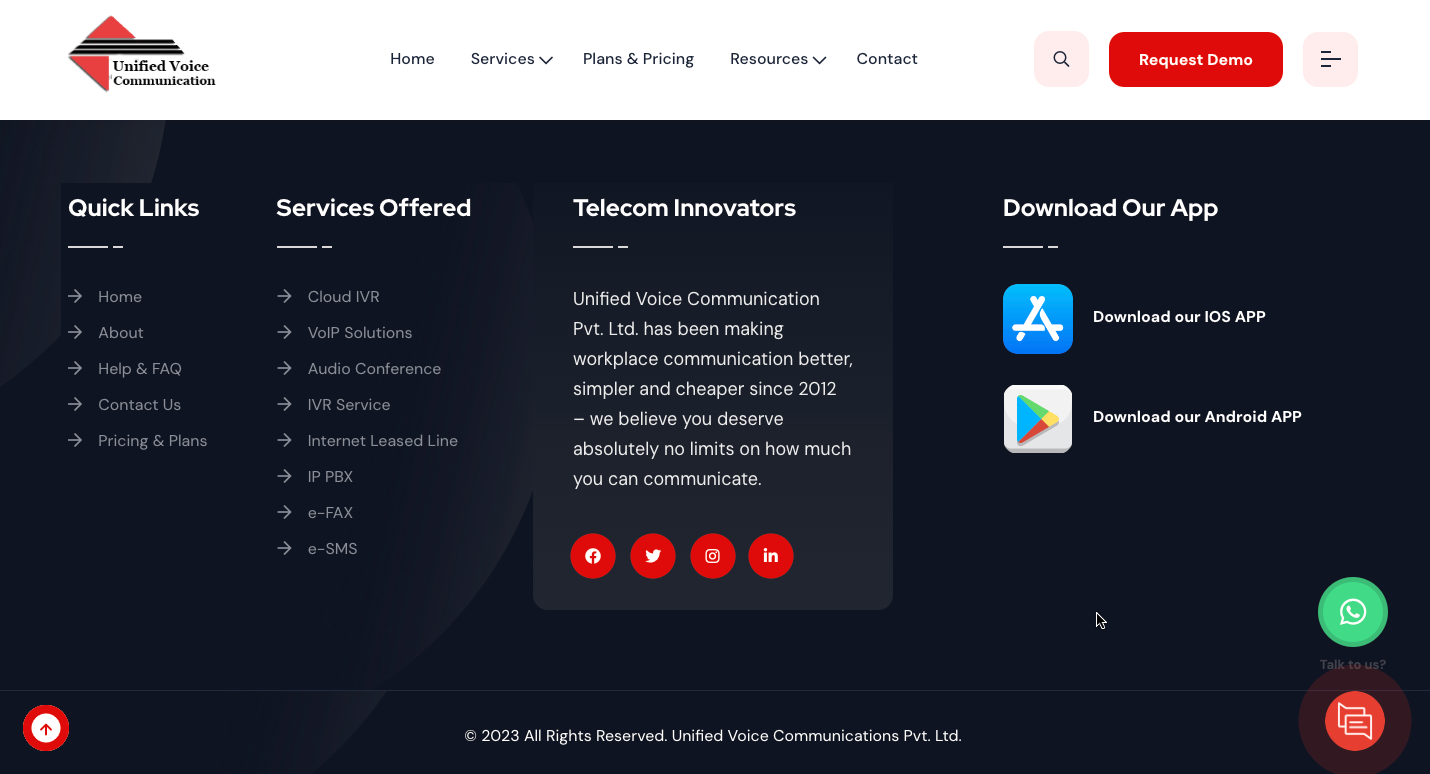 Unified Voice
Communication
Home
Services
Plans & Pricing
Resources
Contact
Request Demo
Quick Links
Home
About
Help & FAQ
Contact Us
Pricing & Plans
Services Offered
Cloud IVR
VoIP Solutions
Audio Conference
IVR Service
Internet Leased Line
IP PBX
e-FAX
e-SMS
Telecom Innovators
Unified Voice Communication
Pvt. Ltd. has been making
workplace communication better,
simpler and cheaper since 2012
– we believe you deserve
absolutely no limits on how much
you can communicate.
Download Our App
Download our IOS APP
Download our Android APP
Talk to us?
© 2023 All Rights Reserved. Unified Voice Communications Pvt. Ltd.